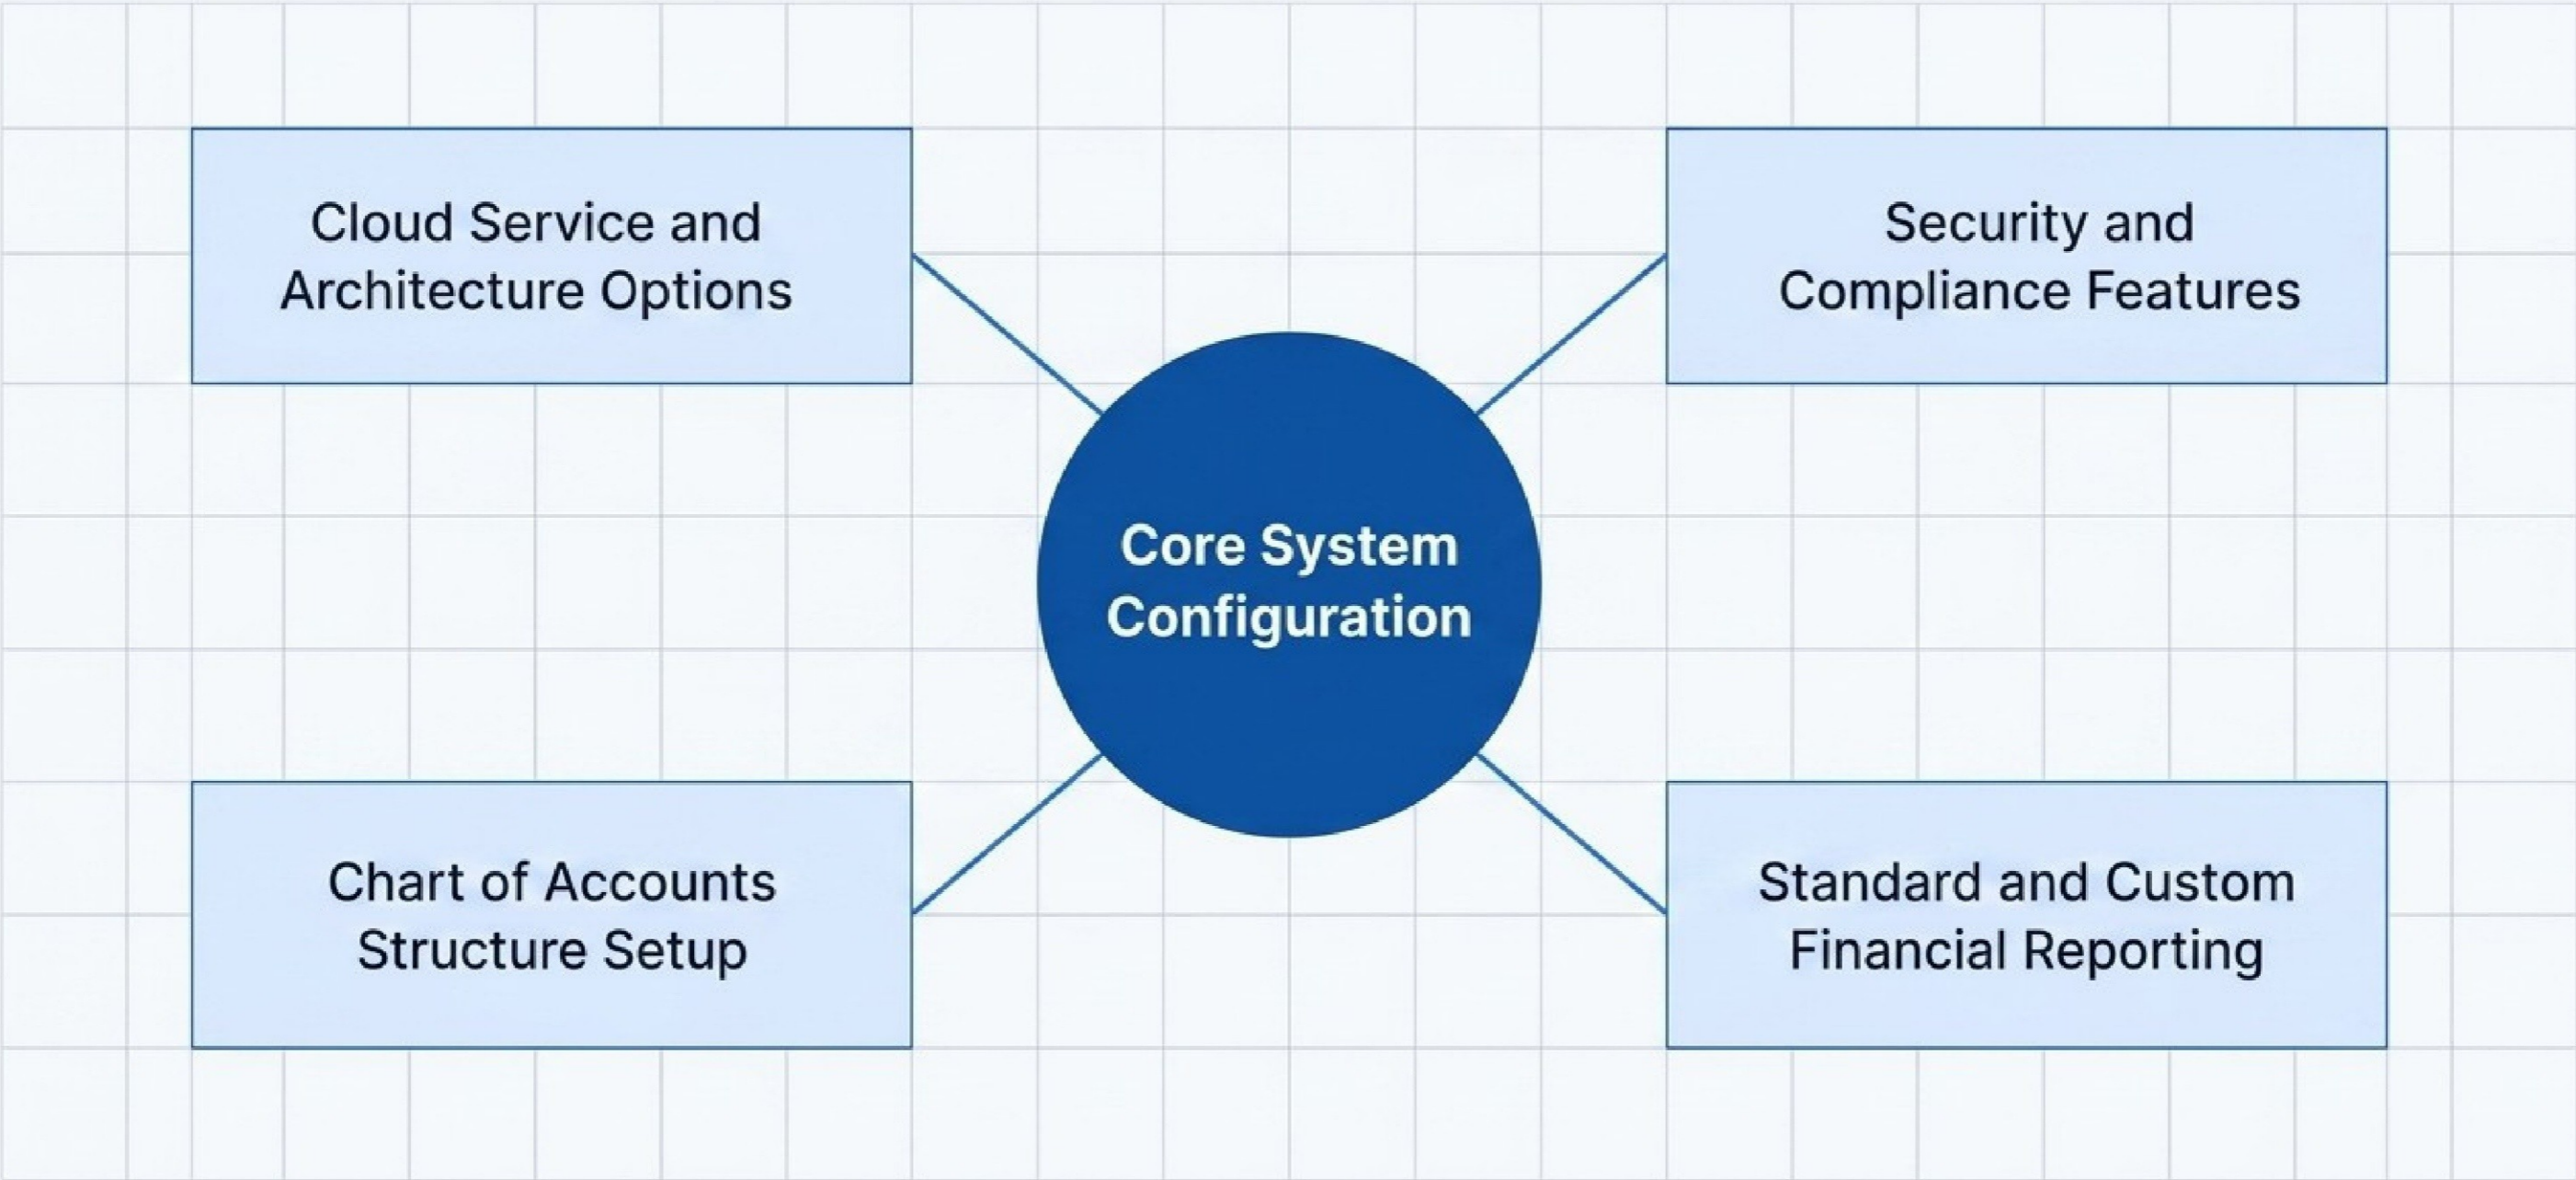 Cloud Service and
Architecture Options
Security and
Compliance Features
Core System
Configuration
Chart of Accounts
Structure Setup
Standard and Custom
Financial Reporting